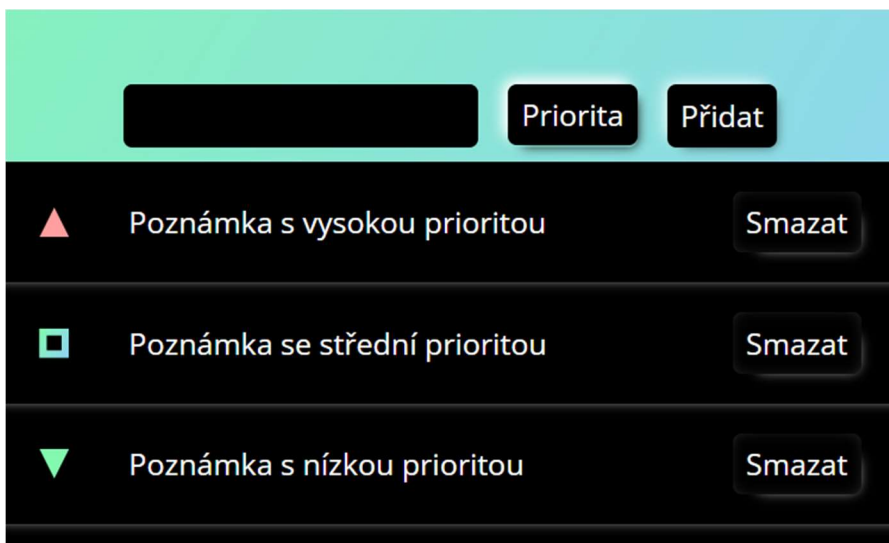 Priorita Přidat
Poznámka s vysokou prioritou Smazat
Poznámka se střední prioritou Smazat
Poznámka s nízkou prioritou Smazat